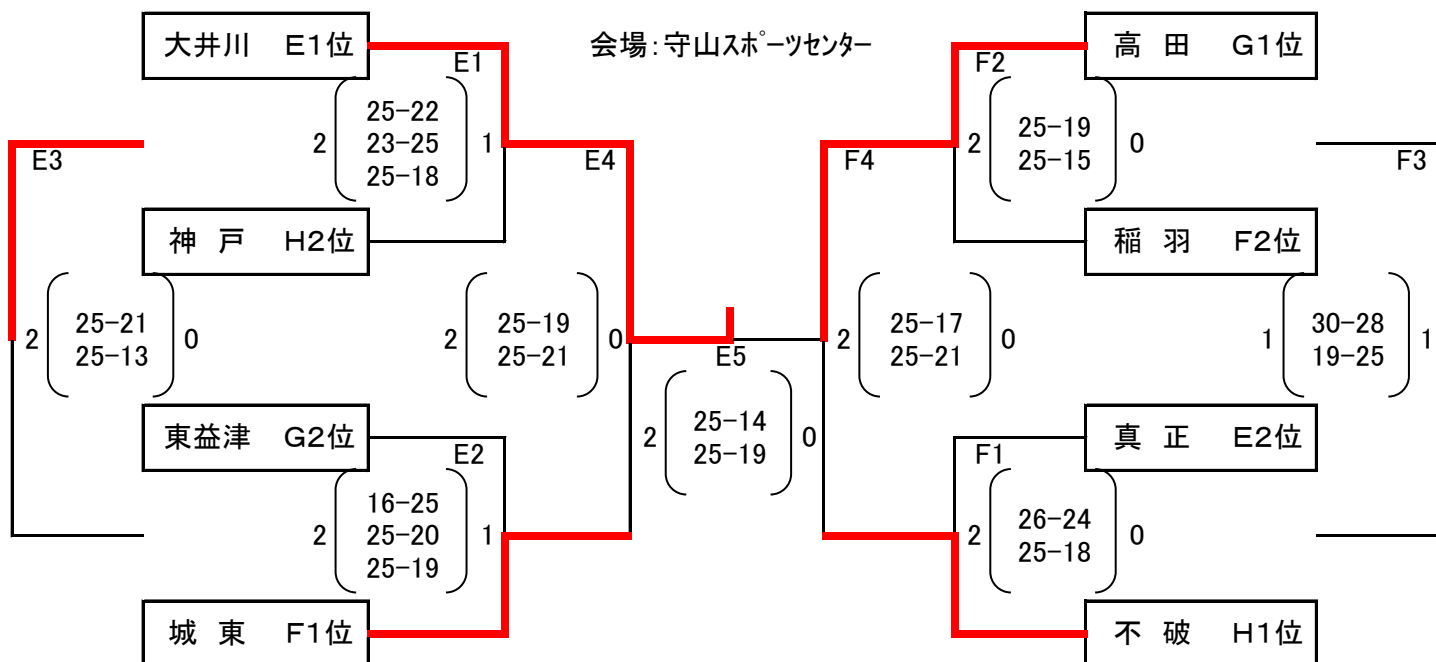 大井川 E1位
会場:守山スポーツセンター
高 田 G1位
E1
F2
2
25-22
23-25
25-18
1
2
25-19
25-15
0
E3
E4
F4
F3
神 戸 H2位
稲 羽 F2位
2
25-21
25-13
0
2
25-19
25-21
0
2
25-17
25-21
0
1
30-28
19-25
1
E5
2
25-14
25-19
0
東益津 G2位
真 正 E2位
E2
F1
2
16-25
25-20
25-19
1
2
26-24
25-18
0
城 東 F1位
不 破 H1位